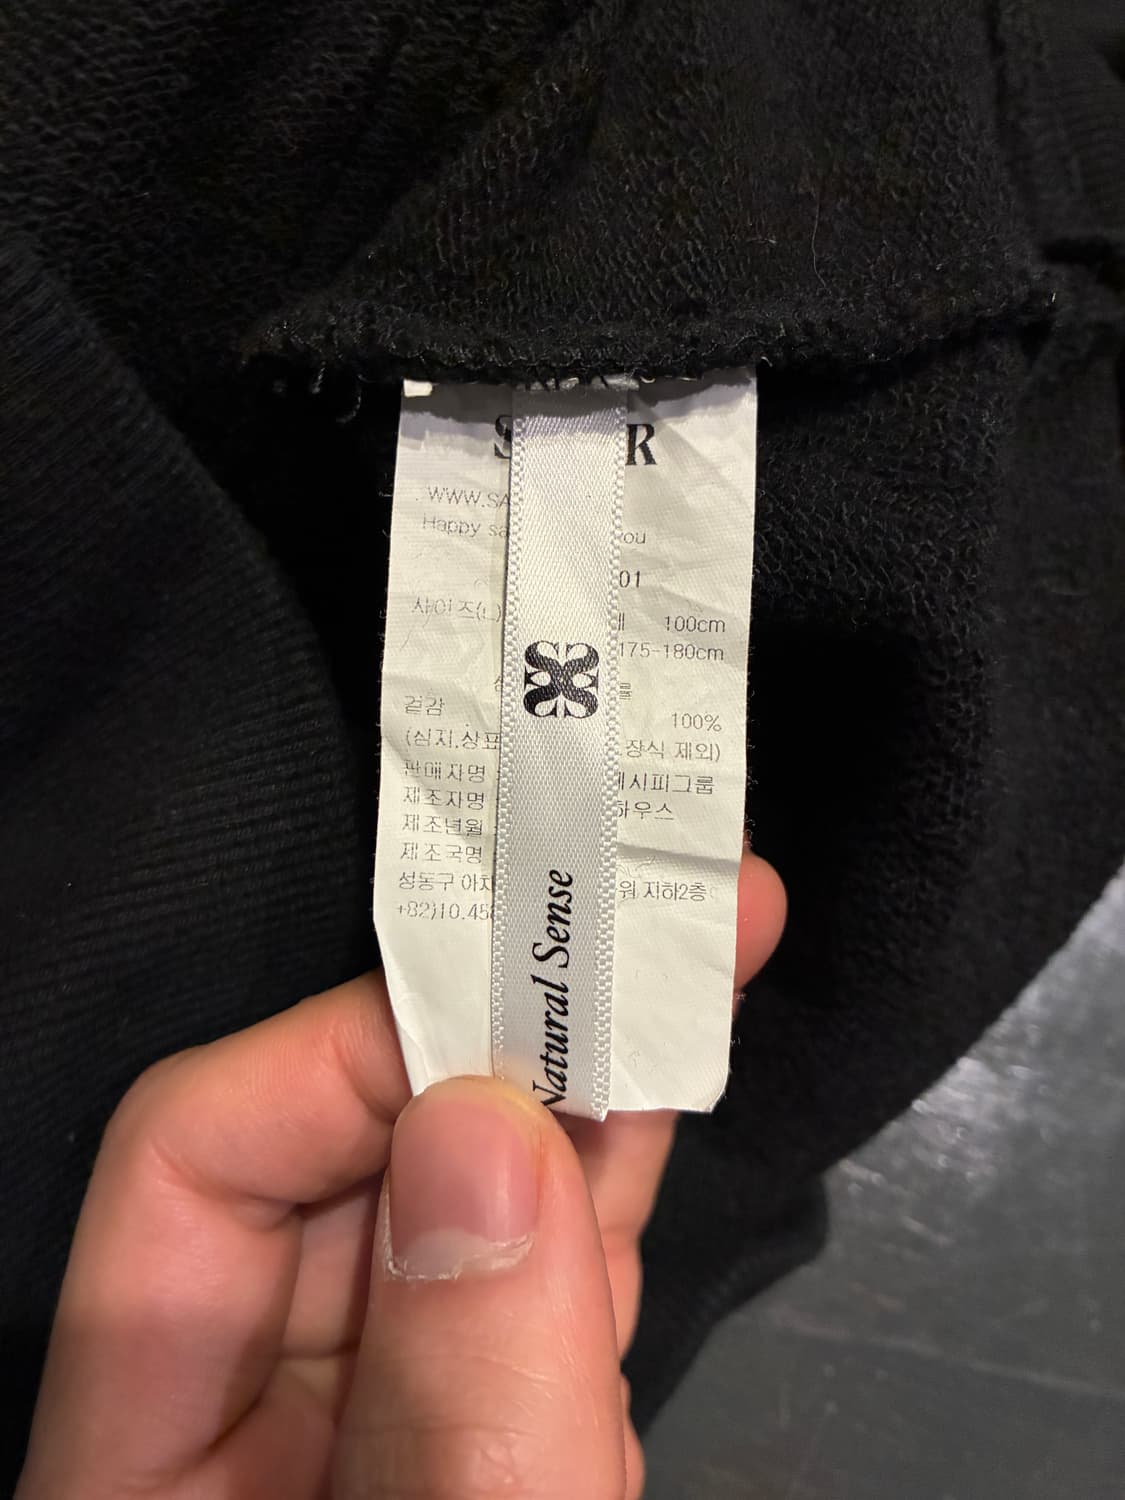 R
WWW.SA
Happy sa ou
01
사이즈(L) 100cm
175-180cm
겉감 100%
(심지,상표 장식 제외)
판매자명 시피그룹
제조자명 하우스
제조년월
제조국명
성동구 아차 원 지하2층
+82)10.45
Natural Sense